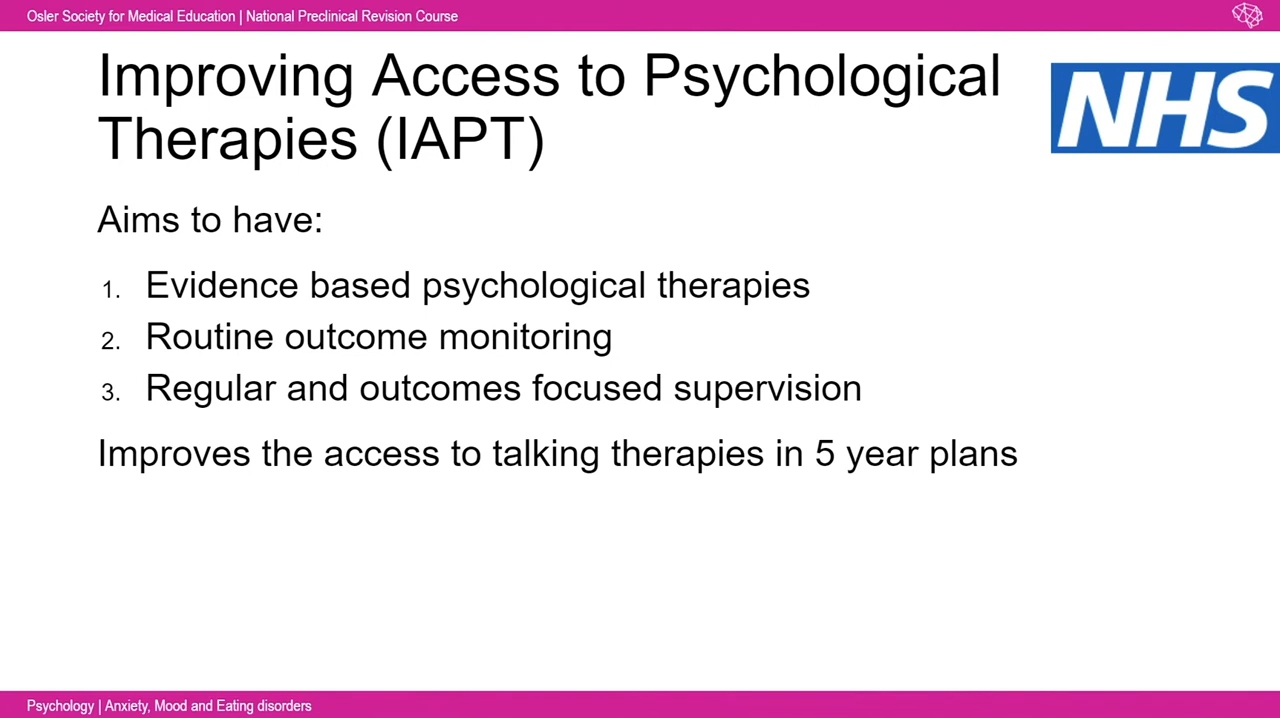 Osler Society for Medical Education | National Preclinical Revision Course
Improving Access to Psychological
Therapies (IAPT)
NHS
Aims to have:
1. Evidence based psychological therapies
2. Routine outcome monitoring
3. Regular and outcomes focused supervision
Improves the access to talking therapies in 5 year plans
Psychology | Anxiety, Mood and Eating disorders